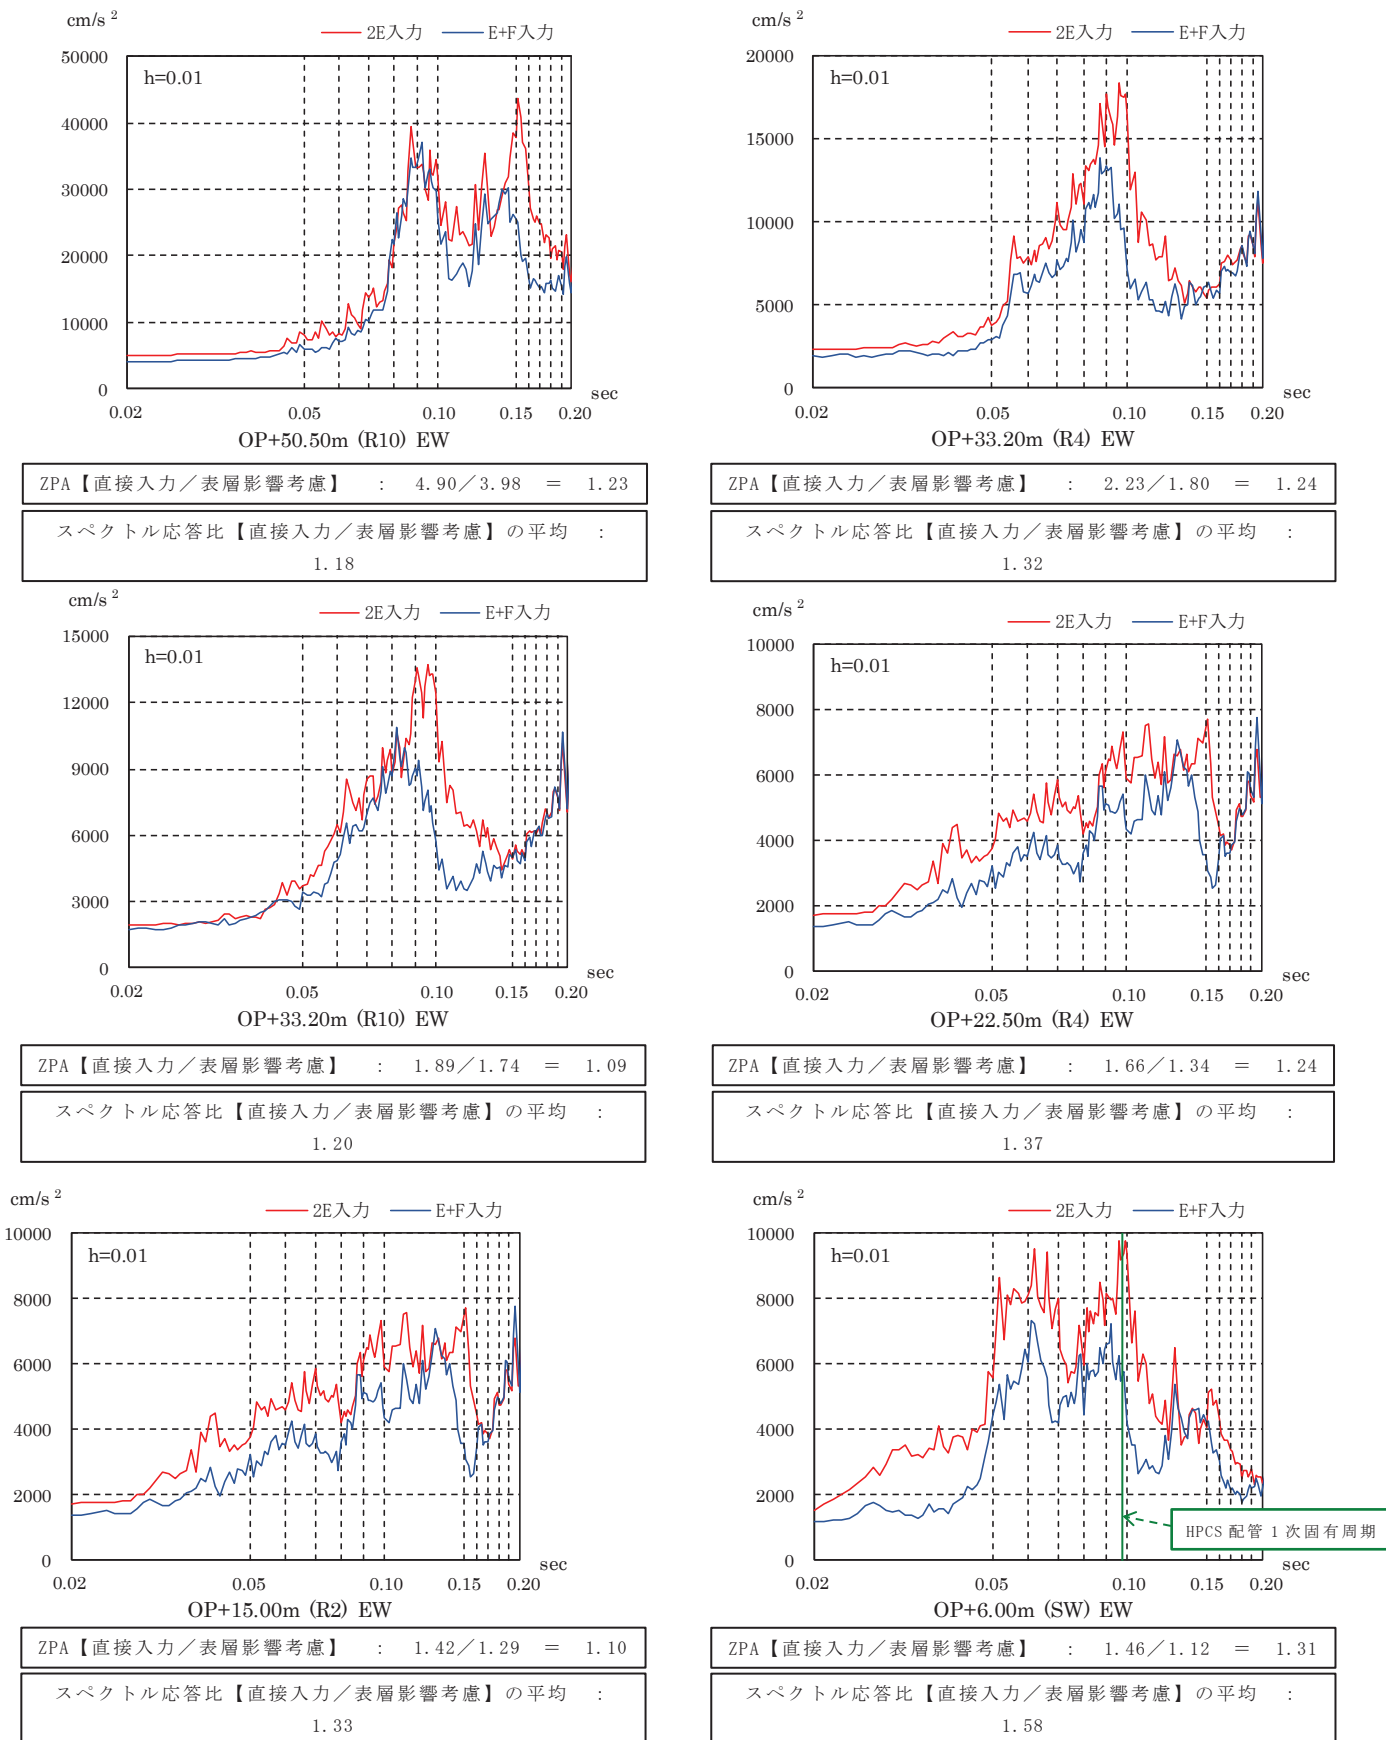 cm/s 2
2E入力 E+F入力
50000
h=0.01
40000
30000
20000
10000
0
sec
0.02 0.05 0.10 0.15 0.20
OP+50.50m (R10) EW
ZPA【直接入力／表層影響考慮】 : 4.90／3.98 = 1.23
スペクトル応答比【直接入力／表層影響考慮】の平均 :
1.18
cm/s 2
2E入力 E+F入力
20000
h=0.01
15000
10000
5000
0
sec
0.02 0.05 0.10 0.15 0.20
OP+33.20m (R4) EW
ZPA【直接入力／表層影響考慮】 : 2.23／1.80 = 1.24
スペクトル応答比【直接入力／表層影響考慮】の平均 :
1.32
cm/s 2
2E入力 E+F入力
15000
h=0.01
12000
9000
6000
3000
0
sec
0.02 0.05 0.10 0.15 0.20
OP+33.20m (R10) EW
ZPA【直接入力／表層影響考慮】 : 1.89／1.74 = 1.09
スペクトル応答比【直接入力／表層影響考慮】の平均 :
1.20
cm/s 2
2E入力 E+F入力
10000
h=0.01
8000
6000
4000
2000
0
sec
0.02 0.05 0.10 0.15 0.20
OP+22.50m (R4) EW
ZPA【直接入力／表層影響考慮】 : 1.66／1.34 = 1.24
スペクトル応答比【直接入力／表層影響考慮】の平均 :
1.37
cm/s 2
2E入力 E+F入力
10000
h=0.01
8000
6000
4000
2000
0
sec
0.02 0.05 0.10 0.15 0.20
OP+15.00m (R2) EW
ZPA【直接入力／表層影響考慮】 : 1.42／1.29 = 1.10
スペクトル応答比【直接入力／表層影響考慮】の平均 :
1.33
cm/s 2
2E入力 E+F入力
10000
h=0.01
8000
6000
4000
2000
HPCS 配管 1 次固有周期
0
sec
0.02 0.05 0.10 0.15 0.20
OP+6.00m (SW) EW
ZPA【直接入力／表層影響考慮】 : 1.46／1.12 = 1.31
スペクトル応答比【直接入力／表層影響考慮】の平均 :
1.58